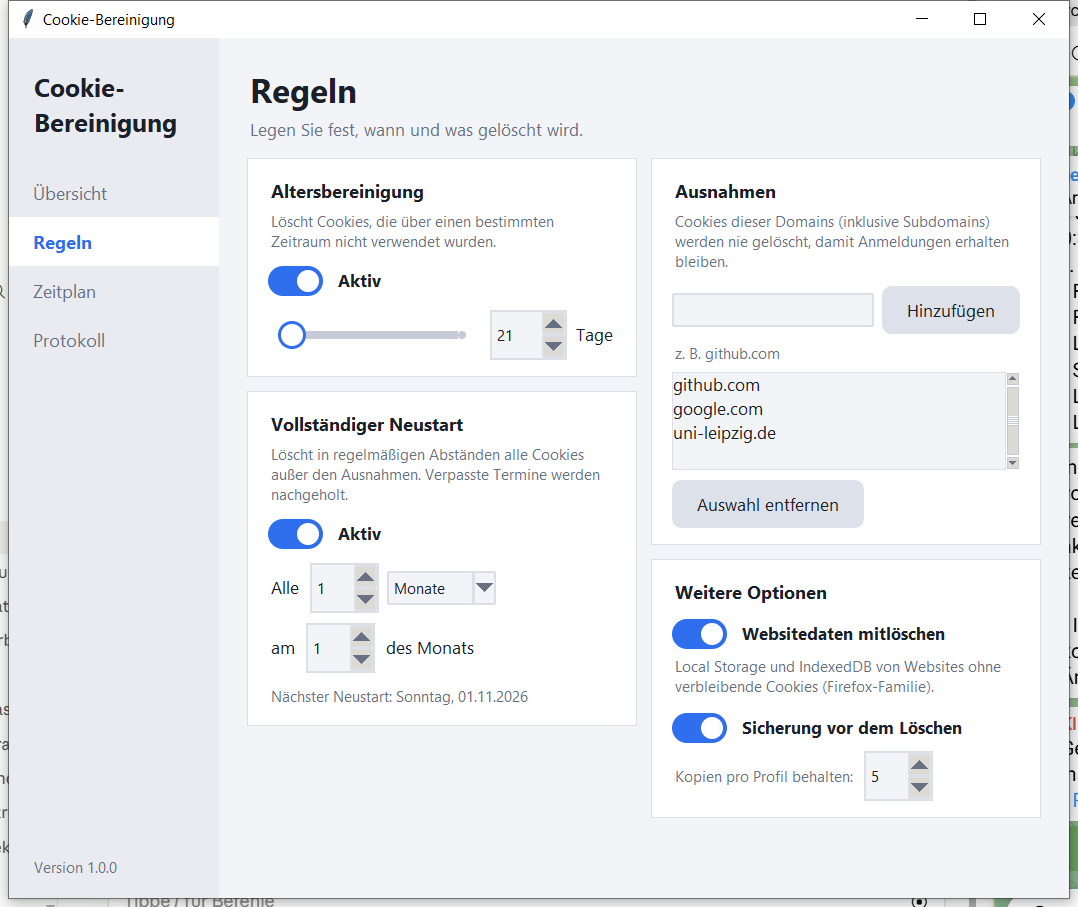 Cookie-Bereinigung
Cookie-
Bereinigung
Übersicht
Regeln
Zeitplan
Protokoll
Version 1.0.0
Regeln
Legen Sie fest, wann und was gelöscht wird.
Altersbereinigung
Löscht Cookies, die über einen bestimmten
Zeitraum nicht verwendet wurden.
Aktiv
21 Tage
Vollständiger Neustart
Löscht in regelmäßigen Abständen alle Cookies
außer den Ausnahmen. Verpasste Termine werden
nachgeholt.
Aktiv
Alle 1 Monate
am 1 des Monats
Nächster Neustart: Sonntag, 01.11.2026
Ausnahmen
Cookies dieser Domains (inklusive Subdomains)
werden nie gelöscht, damit Anmeldungen erhalten
bleiben.
Hinzufügen
z. B. github.com
github.com
google.com
uni-leipzig.de
Auswahl entfernen
Weitere Optionen
Websitedaten mitlöschen
Local Storage und IndexedDB von Websites ohne
verbleibende Cookies (Firefox-Familie).
Sicherung vor dem Löschen
Kopien pro Profil behalten: 5